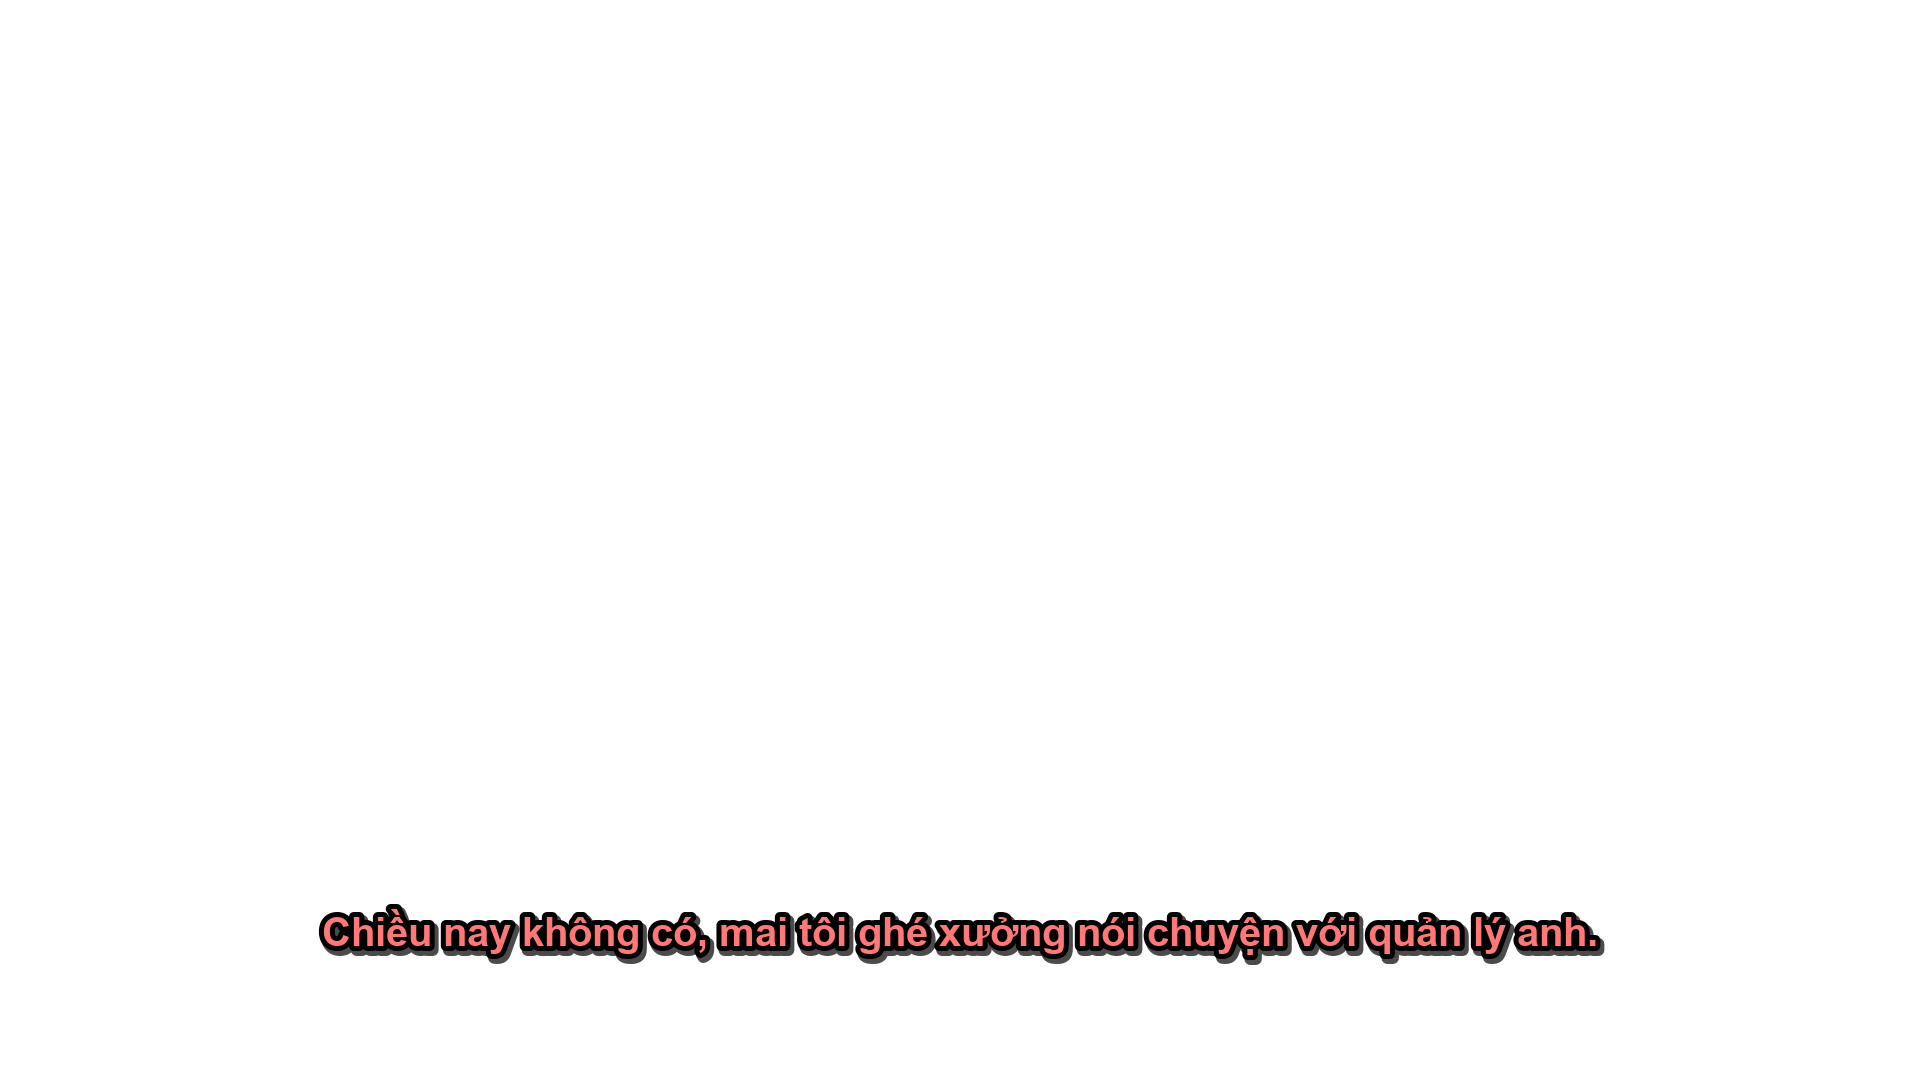 Chiều nay không có, mai tôi ghé xưởng nói chuyện với quản lý anh.